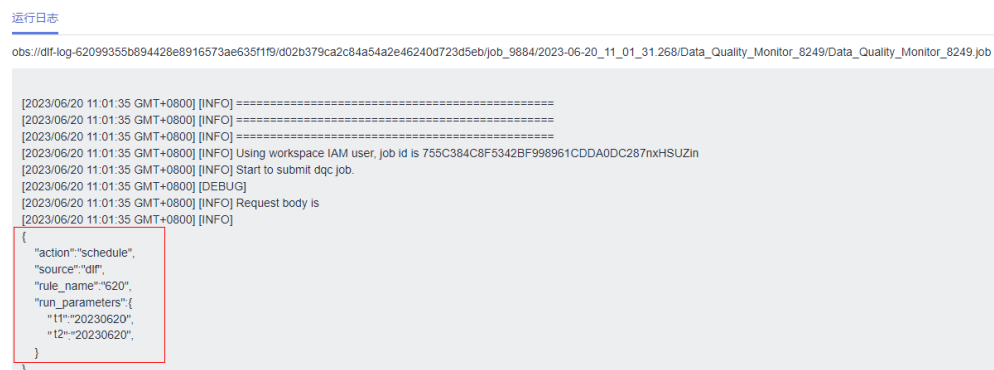 运行日志
obs://dlf-log-62099355b894428e8916573ae635f1f9/d02b379ca2c84a54a2e46240d723d5eb/job_9884/2023-06-20_11_01_31.268/Data_Quality_Monitor_8249/Data_Quality_Monitor_8249.job
[2023/06/20 11:01:35 GMT+0800] [INFO] ===============================================
[2023/06/20 11:01:35 GMT+0800] [INFO] ===============================================
[2023/06/20 11:01:35 GMT+0800] [INFO] ===============================================
[2023/06/20 11:01:35 GMT+0800] [INFO] Using workspace IAM user, job id is 755C384C8F5342BF998961CDDA0DC287nxHSUZin
[2023/06/20 11:01:35 GMT+0800] [INFO] Start to submit dqc job.
[2023/06/20 11:01:35 GMT+0800] [DEBUG]
[2023/06/20 11:01:35 GMT+0800] [INFO] Request body is
[2023/06/20 11:01:35 GMT+0800] [INFO]
{
"action":"schedule",
"source":"dlf",
"rule_name":"620",
"run_parameters":{
"t1":"20230620",
"t2":"20230620",
}
}